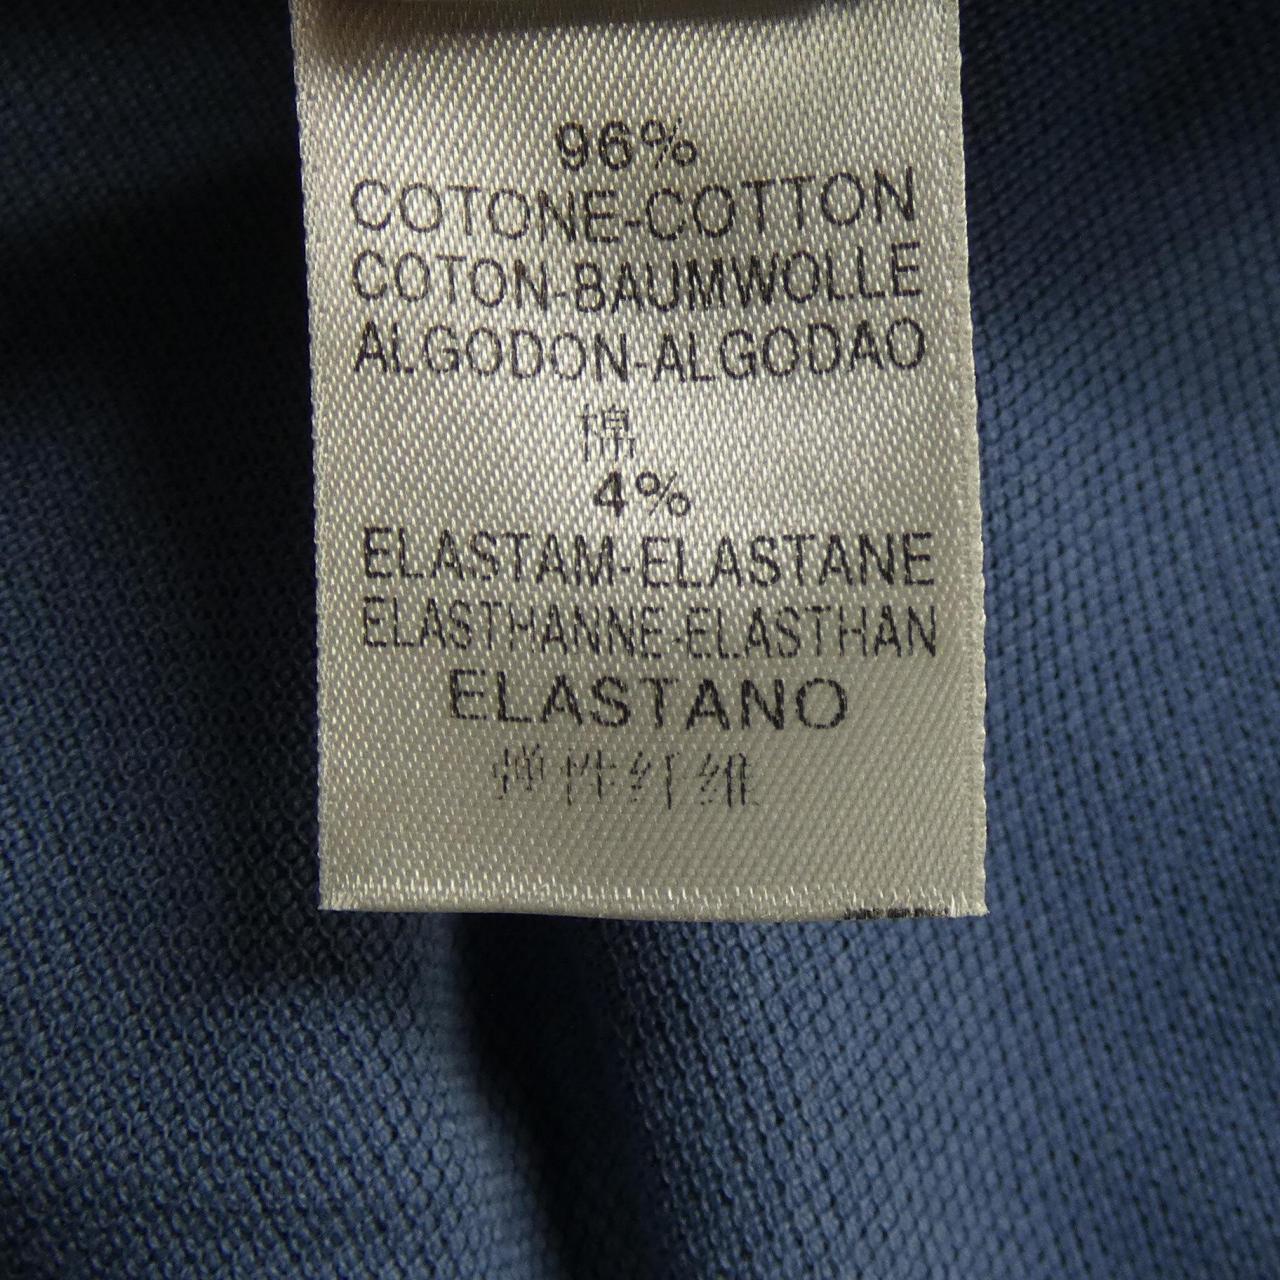 96%
COTONE-COTTON
COTON-BAUMWOLLE
ALGODON-ALGODAO
棉
4%
ELASTAM-ELASTANE
ELASTHANNE-ELASTHAN
ELASTANO
弹性纤维